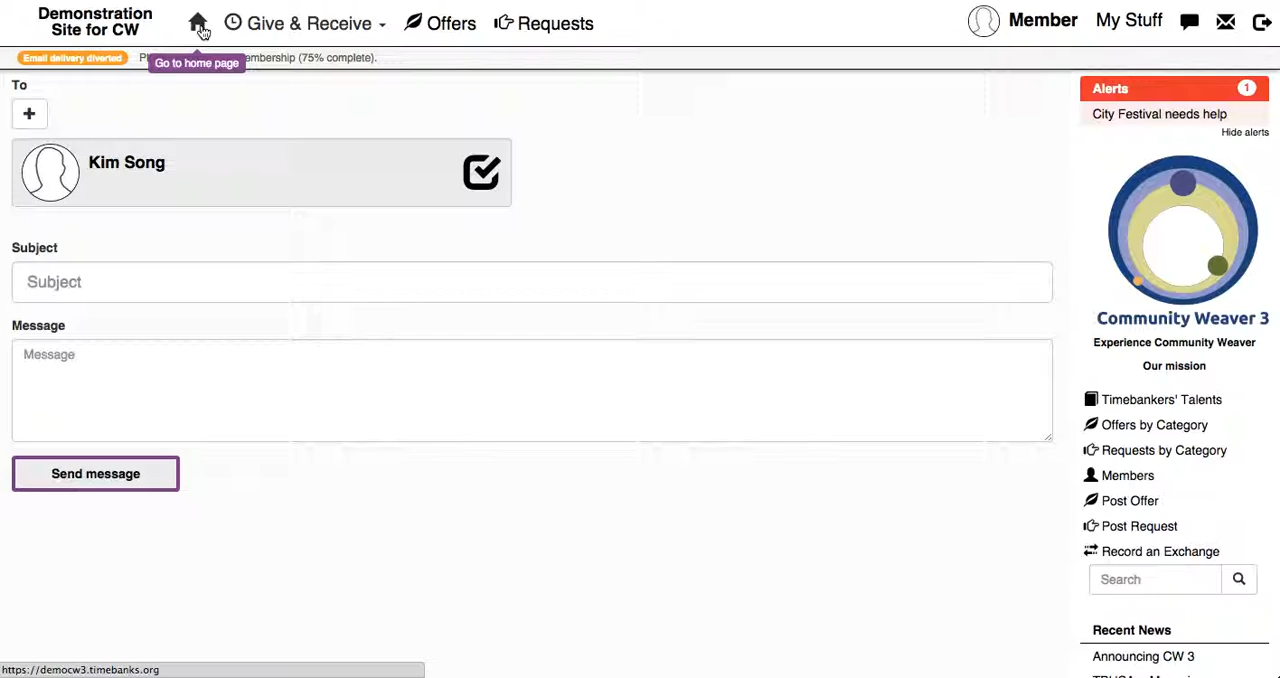 Demonstration
Site for CW
Give & Receive
Offers
Requests
Member
My Stuff
Email delivery diverted
embership (75% complete).
Go to home page
To
Kim Song
Subject
Subject
Message
Message
Send message
https://democw3.timebanks.org
Alerts
1
City Festival needs help
Hide alerts
Community Weaver 3
Experience Community Weaver
Our mission
Timebankers' Talents
Offers by Category
Requests by Category
Members
Post Offer
Post Request
Record an Exchange
Search
Recent News
Announcing CW 3